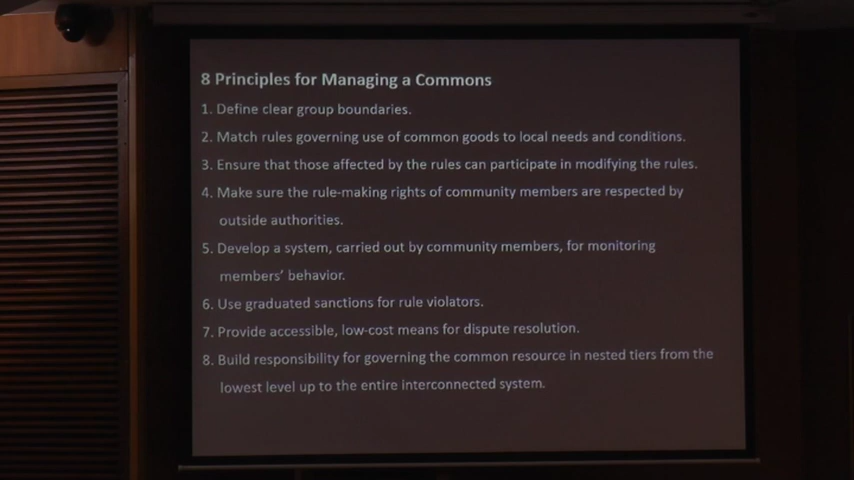 8 Principles for Managing a Commons
1. Define clear group boundaries.
2. Match rules governing use of common goods to local needs and conditions.
3. Ensure that those affected by the rules can participate in modifying the rules.
4. Make sure the rule-making rights of community members are respected by
outside authorities.
5. Develop a system, carried out by community members, for monitoring
members' behavior.
6. Use graduated sanctions for rule violators.
7. Provide accessible, low-cost means for dispute resolution.
8. Build responsibility for governing the common resource in nested tiers from the
lowest level up to the entire interconnected system.